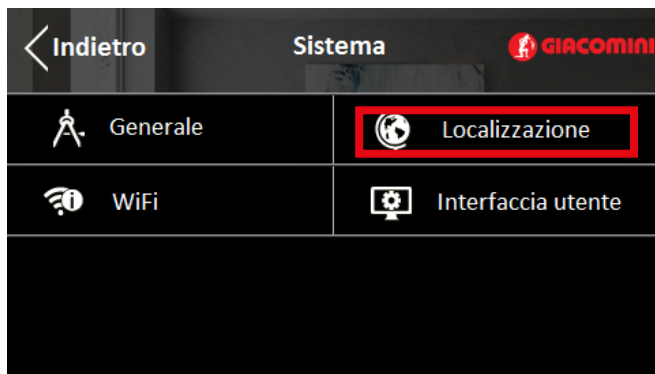 Indietro Sistema GIACOMINI
Generale Localizzazione
WiFi Interfaccia utente